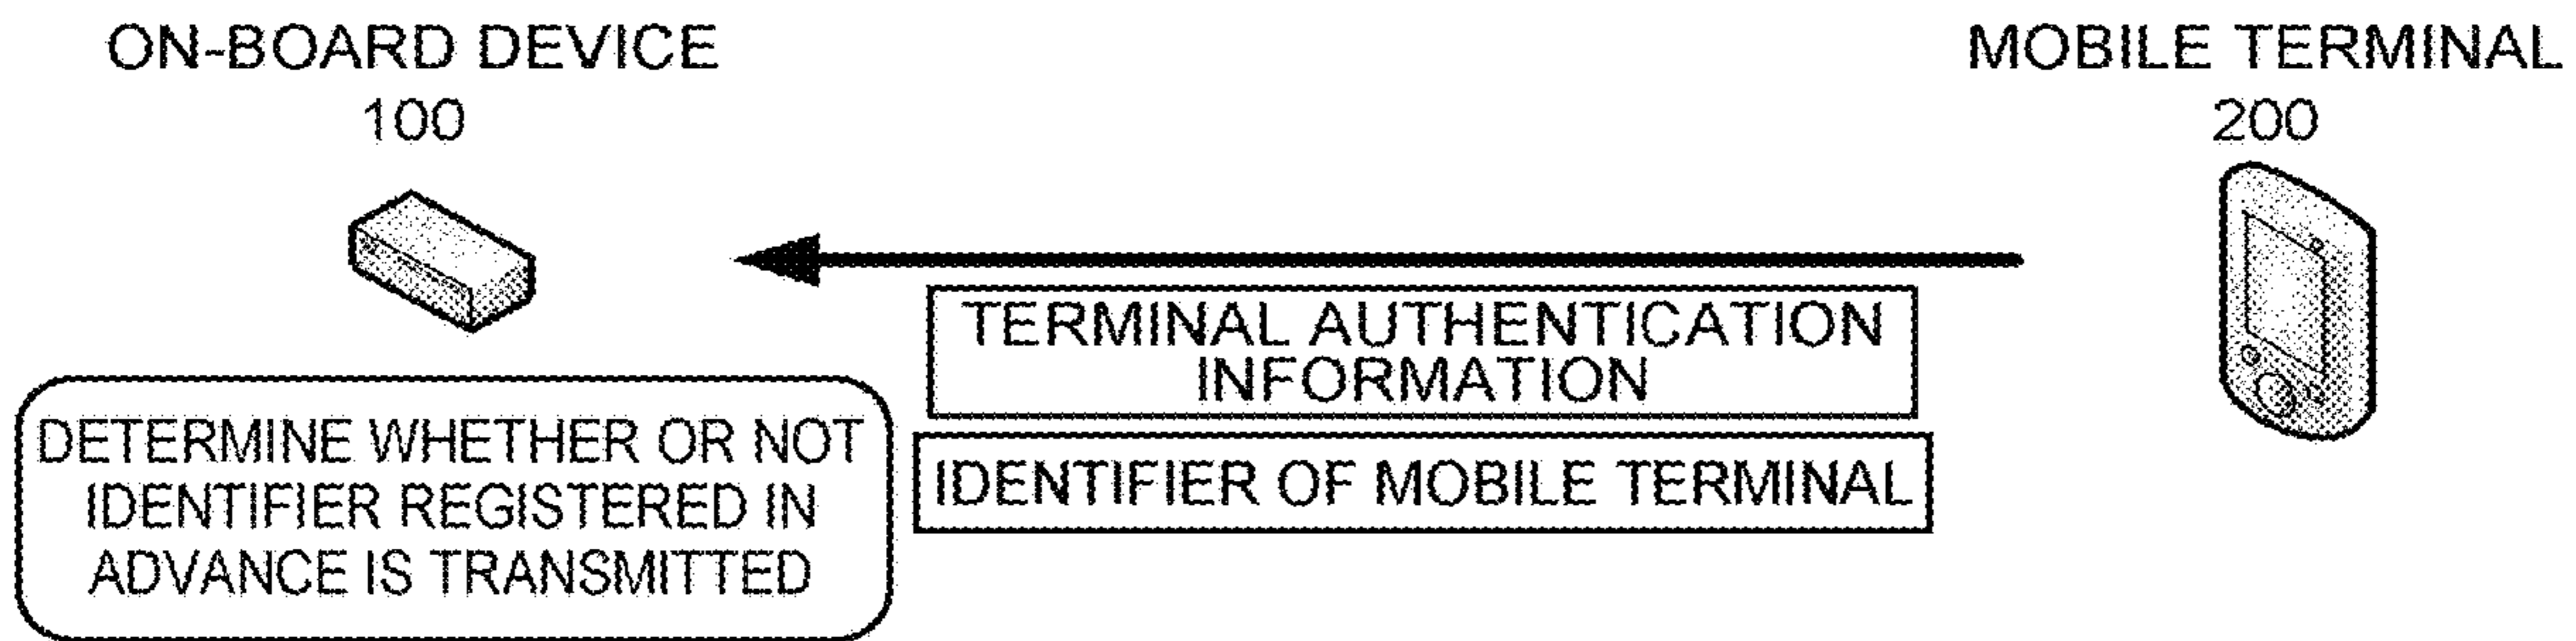 ON-BOARD DEVICE
100
MOBILE TERMINAL
200
TERMINAL AUTHENTICATION
INFORMATION
IDENTIFIER OF MOBILE TERMINAL
DETERMINE WHETHER OR NOT
IDENTIFIER REGISTERED IN
ADVANCE IS TRANSMITTED